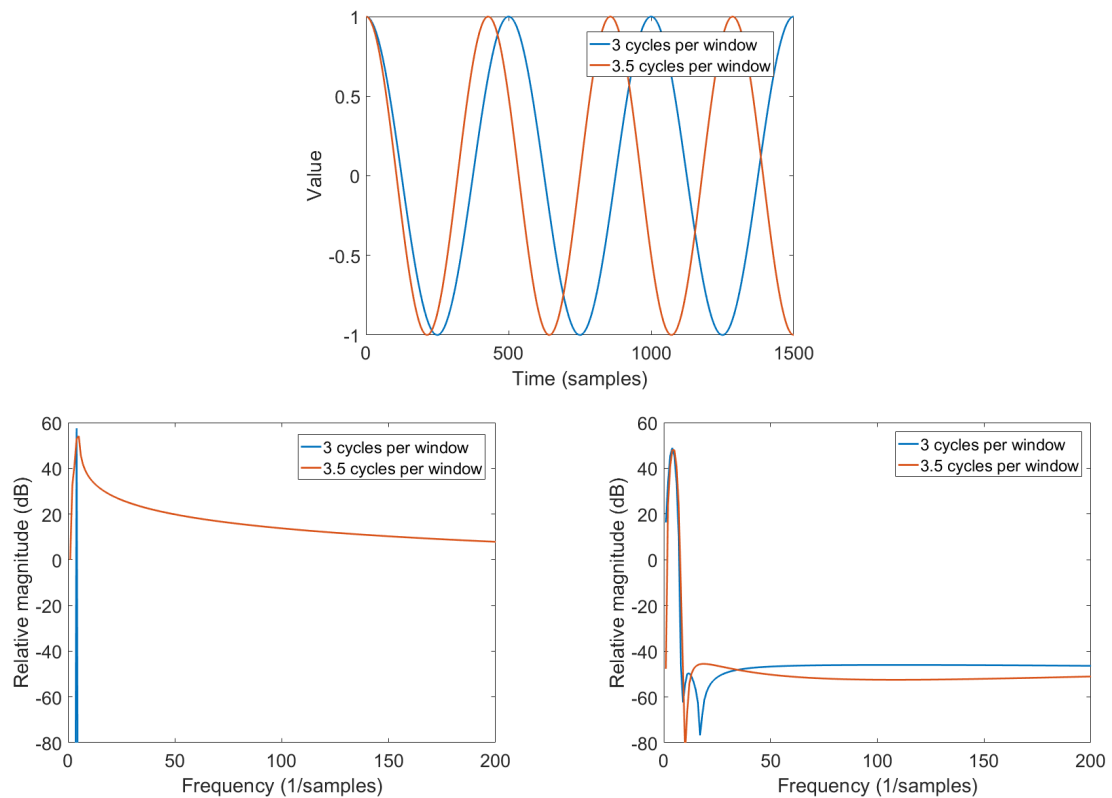 1
0.5
0
-0.5
-1
Value
3 cycles per window
3.5 cycles per window
0
500
1000
1500
Time (samples)
60
40
20
0
-20
-40
-60
-80
Relative magnitude (dB)
3 cycles per window
3.5 cycles per window
0
50
100
150
200
Frequency (1/samples)
60
40
20
0
-20
-40
-60
-80
Relative magnitude (dB)
3 cycles per window
3.5 cycles per window
0
50
100
150
200
Frequency (1/samples)